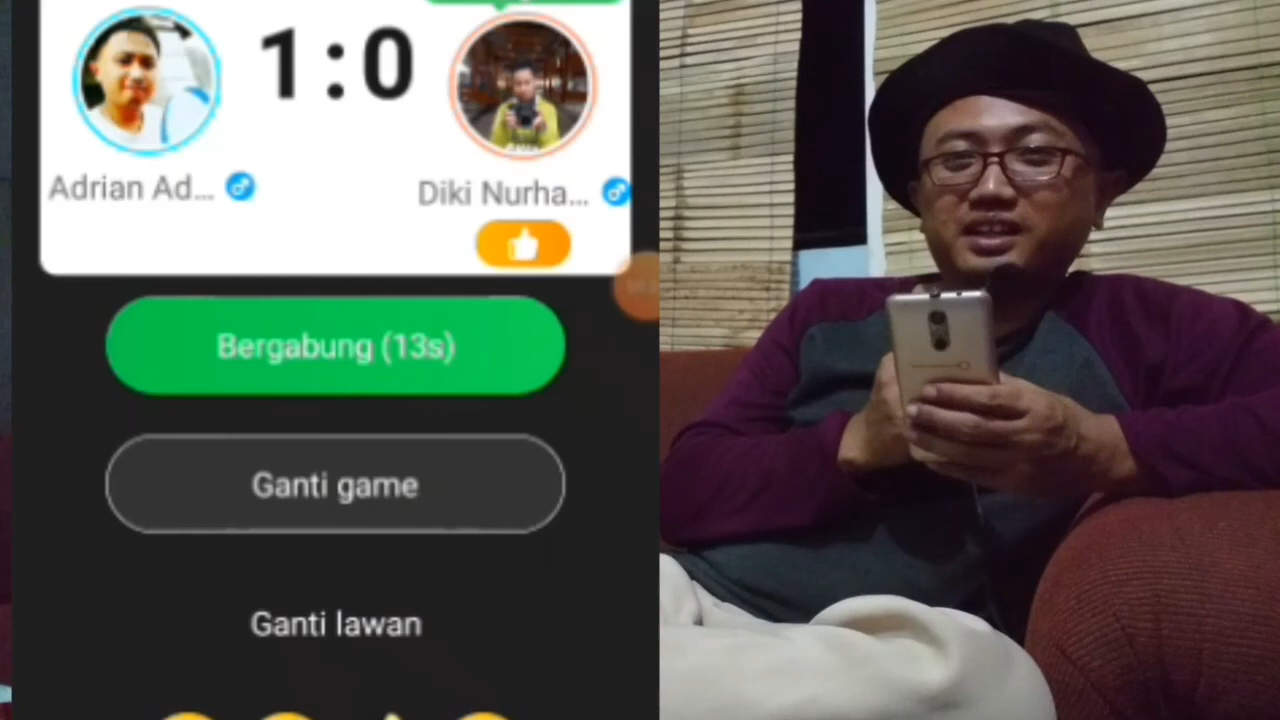 1:0
Adrian Ad...
Diki Nurha...
Bergabung (13s)
Ganti game
Ganti lawan